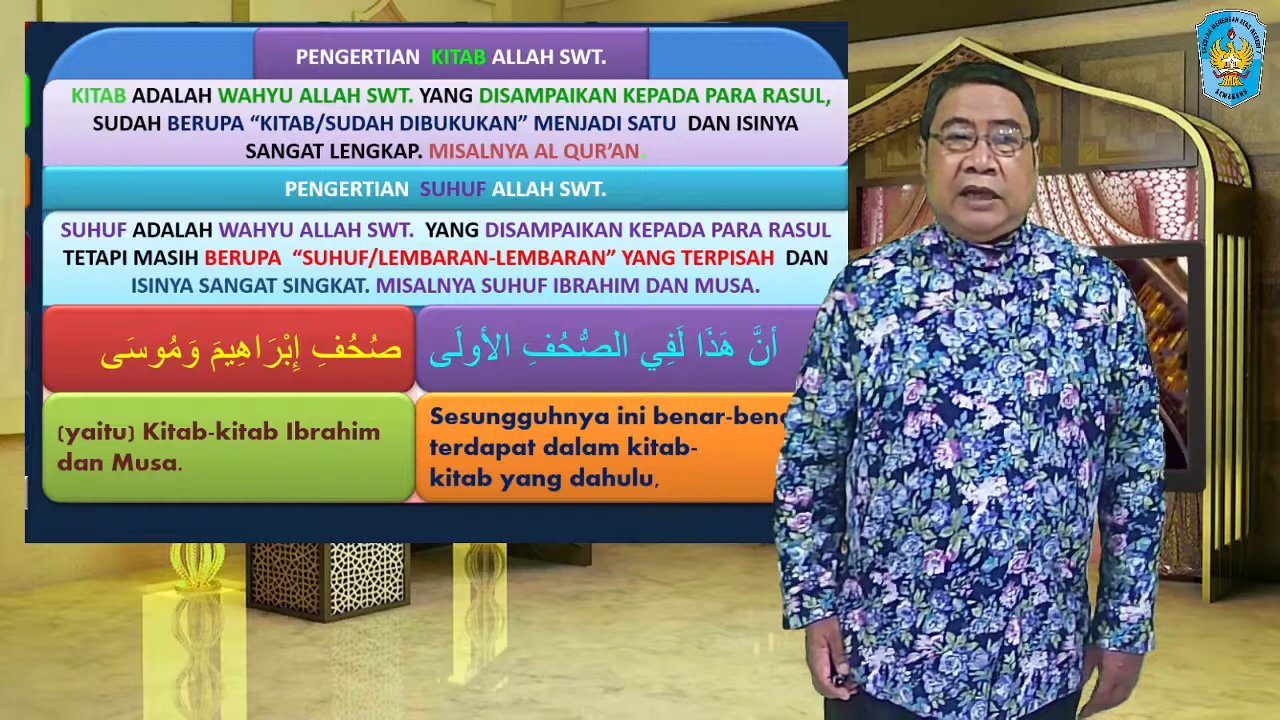 PENGERTIAN KITAB ALLAH SWT.
KITAB ADALAH WAHYU ALLAH SWT. YANG DISAMPAIKAN KEPADA PARA RASUL,
SUDAH BERUPA “KITAB/SUDAH DIBUKUKAN” MENJADI SATU DAN ISINYA
SANGAT LENGKAP. MISALNYA AL QUR’AN.
PENGERTIAN SUHUF ALLAH SWT.
SUHUF ADALAH WAHYU ALLAH SWT. YANG DISAMPAIKAN KEPADA PARA RASUL
TETAPI MASIH BERUPA “SUHUF/LEMBARAN-LEMBARAN” YANG TERPISAH DAN
ISINYA SANGAT SINGKAT. MISALNYA SUHUF IBRAHIM DAN MUSA.
أنَّ هَذَا لَفِي الصُّحُفِ الأولَى
صُحُفِ إِبْرَاهِيمَ وَمُوسَى
(yaitu) Kitab-kitab Ibrahim
dan Musa.
Sesungguhnya ini
terdapat dalam kitab-
kitab yang dahulu,
SEMARANG